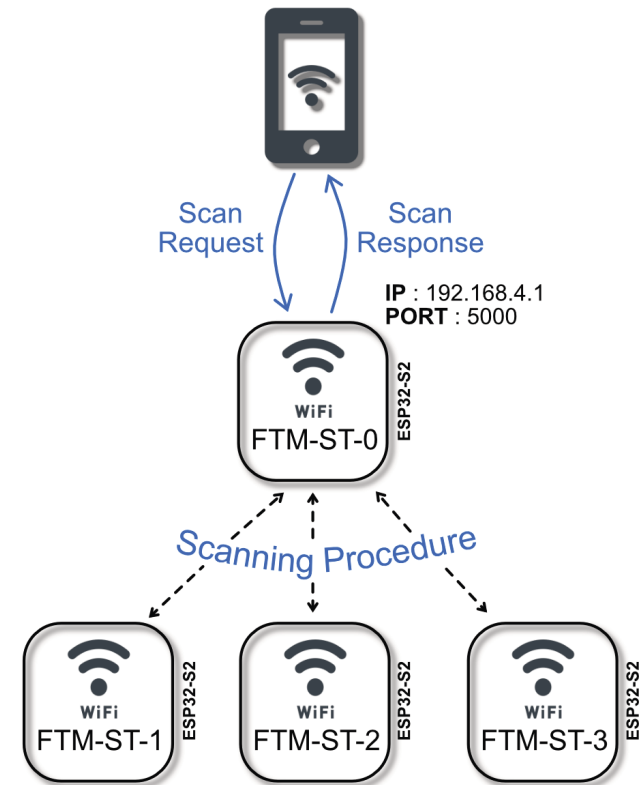 Scan
Request
Scan
Response
IP : 192.168.4.1
PORT : 5000
WiFi
FTM-ST-0
ESP32-S2
Scanning Procedure
WiFi
FTM-ST-1
ESP32-S2
WiFi
FTM-ST-2
ESP32-S2
WiFi
FTM-ST-3
ESP32-S2